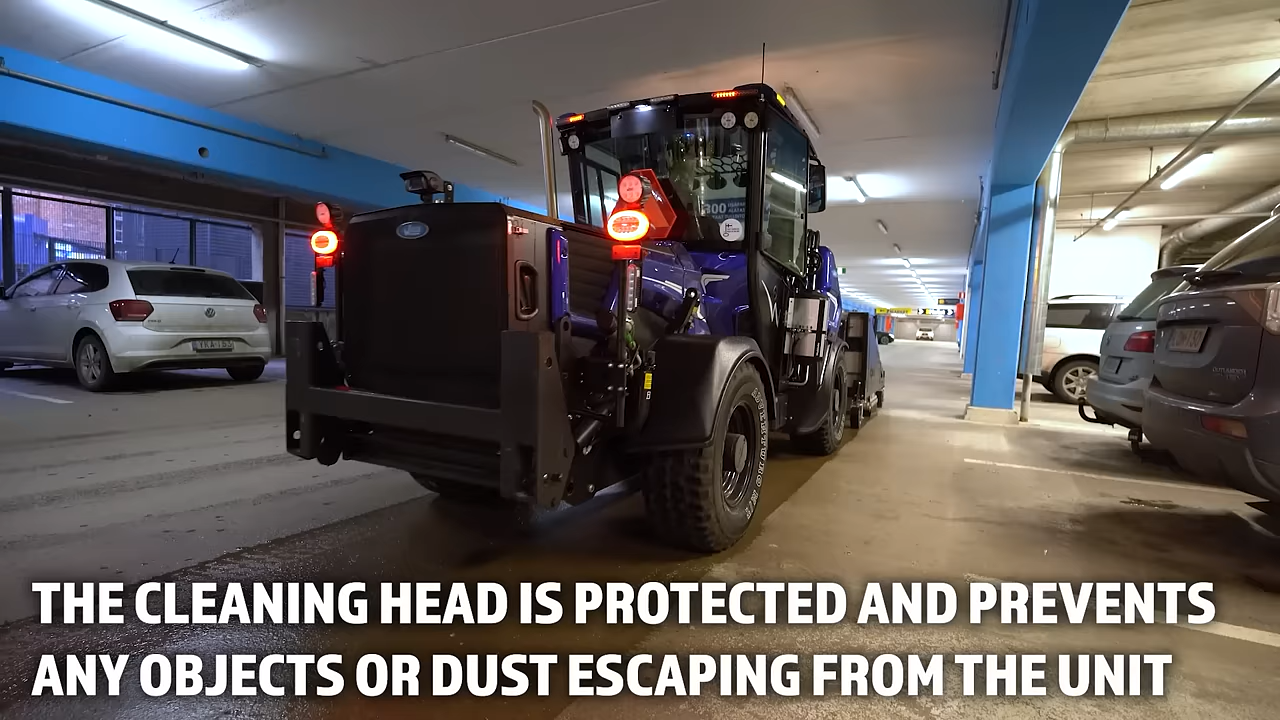 THE CLEANING HEAD IS PROTECTED AND PREVENTS
ANY OBJECTS OR DUST ESCAPING FROM THE UNIT